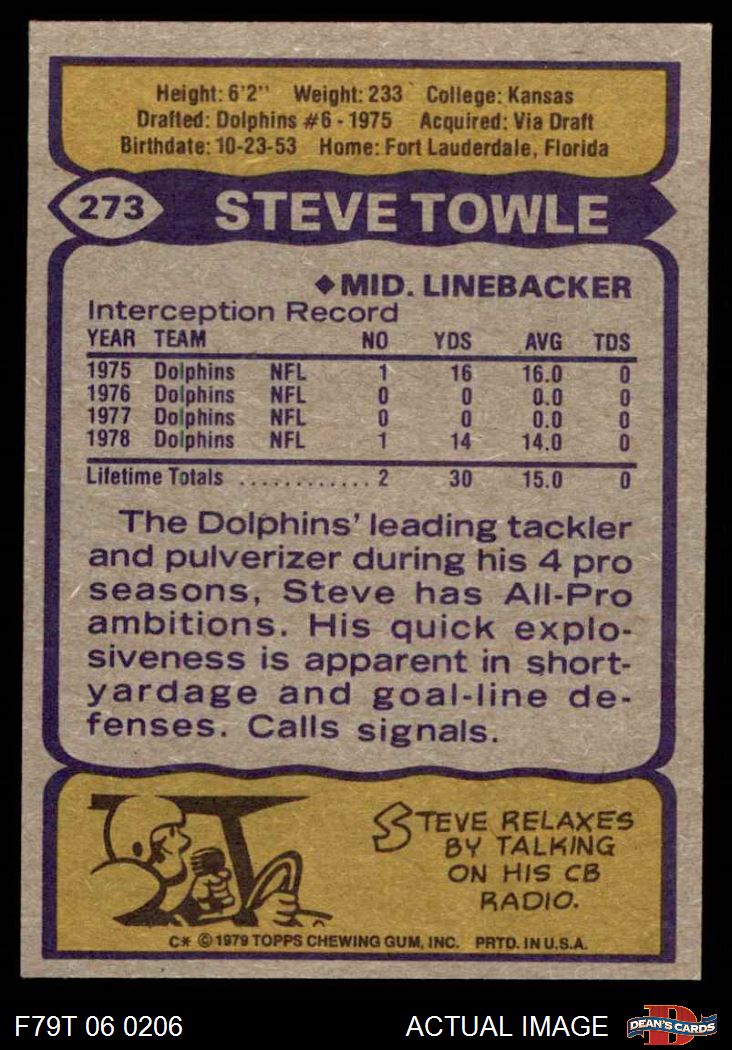 Height: 6'2" Weight: 233 College: Kansas
Drafted: Dolphins #6 - 1975 Acquired: Via Draft
Birthdate: 10-23-53 Home: Fort Lauderdale, Florida
273 STEVE TOWLE
◆MID. LINEBACKER
Interception Record
YEAR TEAM NO YDS AVG TDS
1975 Dolphins NFL 1 16 16.0 0
1976 Dolphins NFL 0 0 0.0 0
1977 Dolphins NFL 0 0 0.0 0
1978 Dolphins NFL 1 14 14.0 0
Lifetime Totals ............ 2 30 15.0 0
The Dolphins' leading tackler
and pulverizer during his 4 pro
seasons, Steve has All-Pro
ambitions. His quick explo-
siveness is apparent in short-
yardage and goal-line de-
fenses. Calls signals.
STEVE RELAXES
BY TALKING
ON HIS CB
RADIO.
C* © 1979 TOPPS CHEWING GUM, INC. PRTD. IN U.S.A.
F79T 06 0206 ACTUAL IMAGE D DEAN'S CARDS